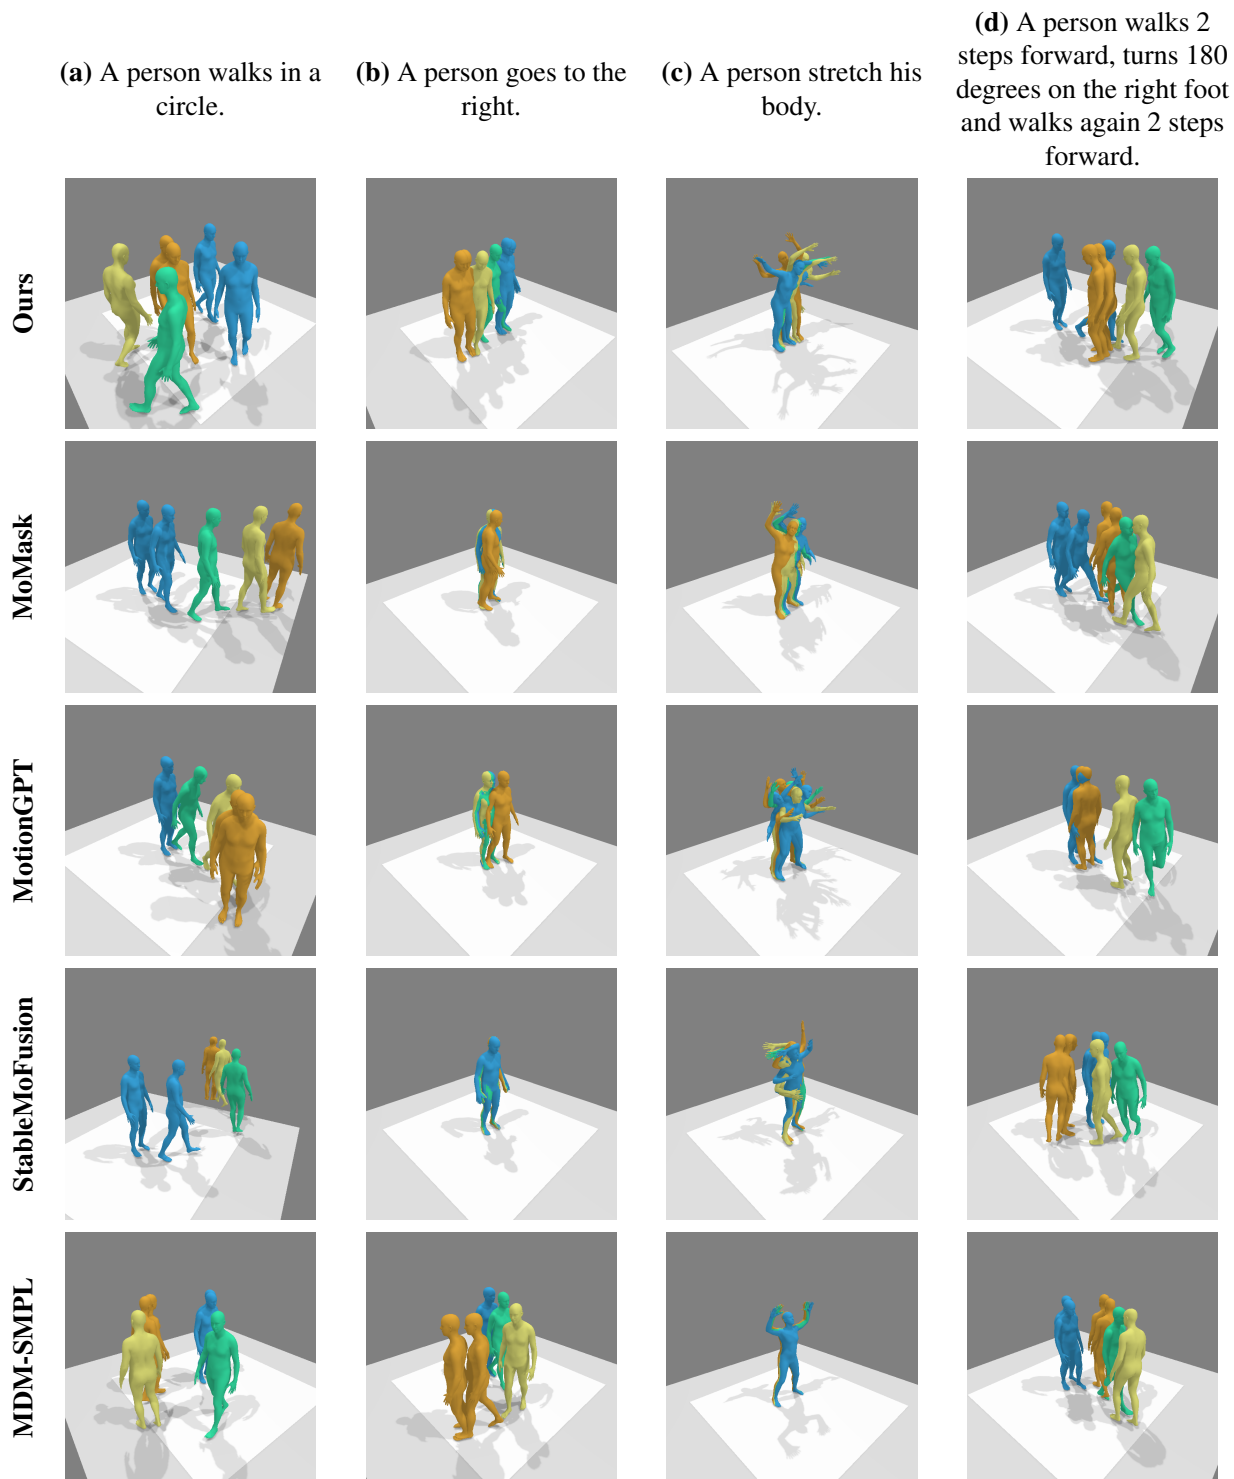 (a) A person walks in a
circle.
(b) A person goes to the
right.
(c) A person stretch his
body.
(d) A person walks 2
steps forward, turns 180
degrees on the right foot
and walks again 2 steps
forward.
Ours
MoMask
MotionGPT
StableMoFusion
MDM-SMPL